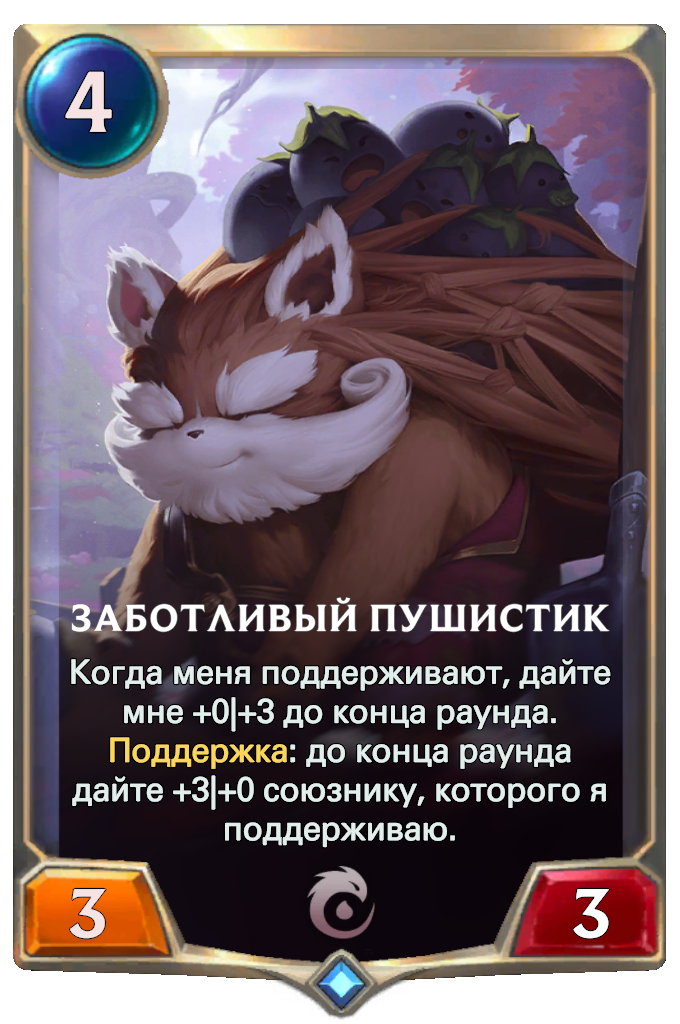 4
ЗАБОТЛИВЫЙ ПУШИСТИК
Когда меня поддерживают, дайте
мне +0|+3 до конца раунда.
Поддержка: до конца раунда
дайте +3|+0 союзнику, которого я
поддерживаю.
3
3